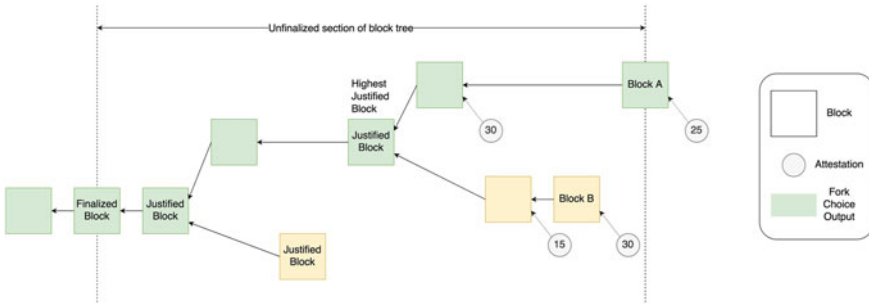 Unfinalized section of block tree
Highest
Justified
Block
Block A
30
25
Justified
Block
Finalized
Block
Justified
Block
Block B
15
30
Justified
Block
Block
Attestation
Fork
Choice
Output